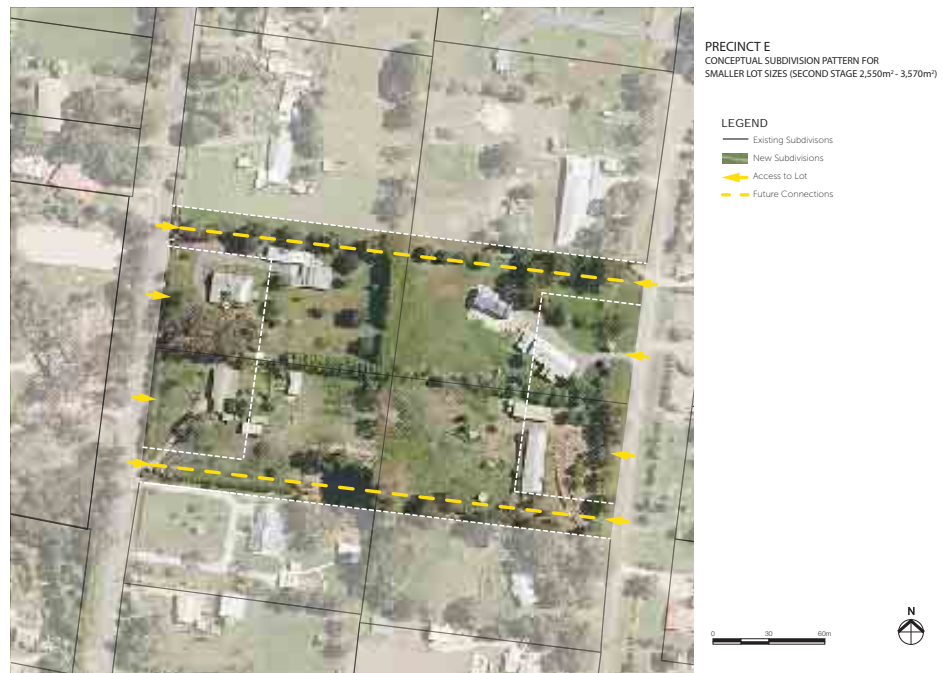 PRECINCT E
CONCEPTUAL SUBDIVISION PATTERN FOR
SMALLER LOT SIZES (SECOND STAGE 2,550m² - 3,570m²)
LEGEND
Existing Subdivisons
New Subdivisions
Access to Lot
Future Connections
0 30 60m
N